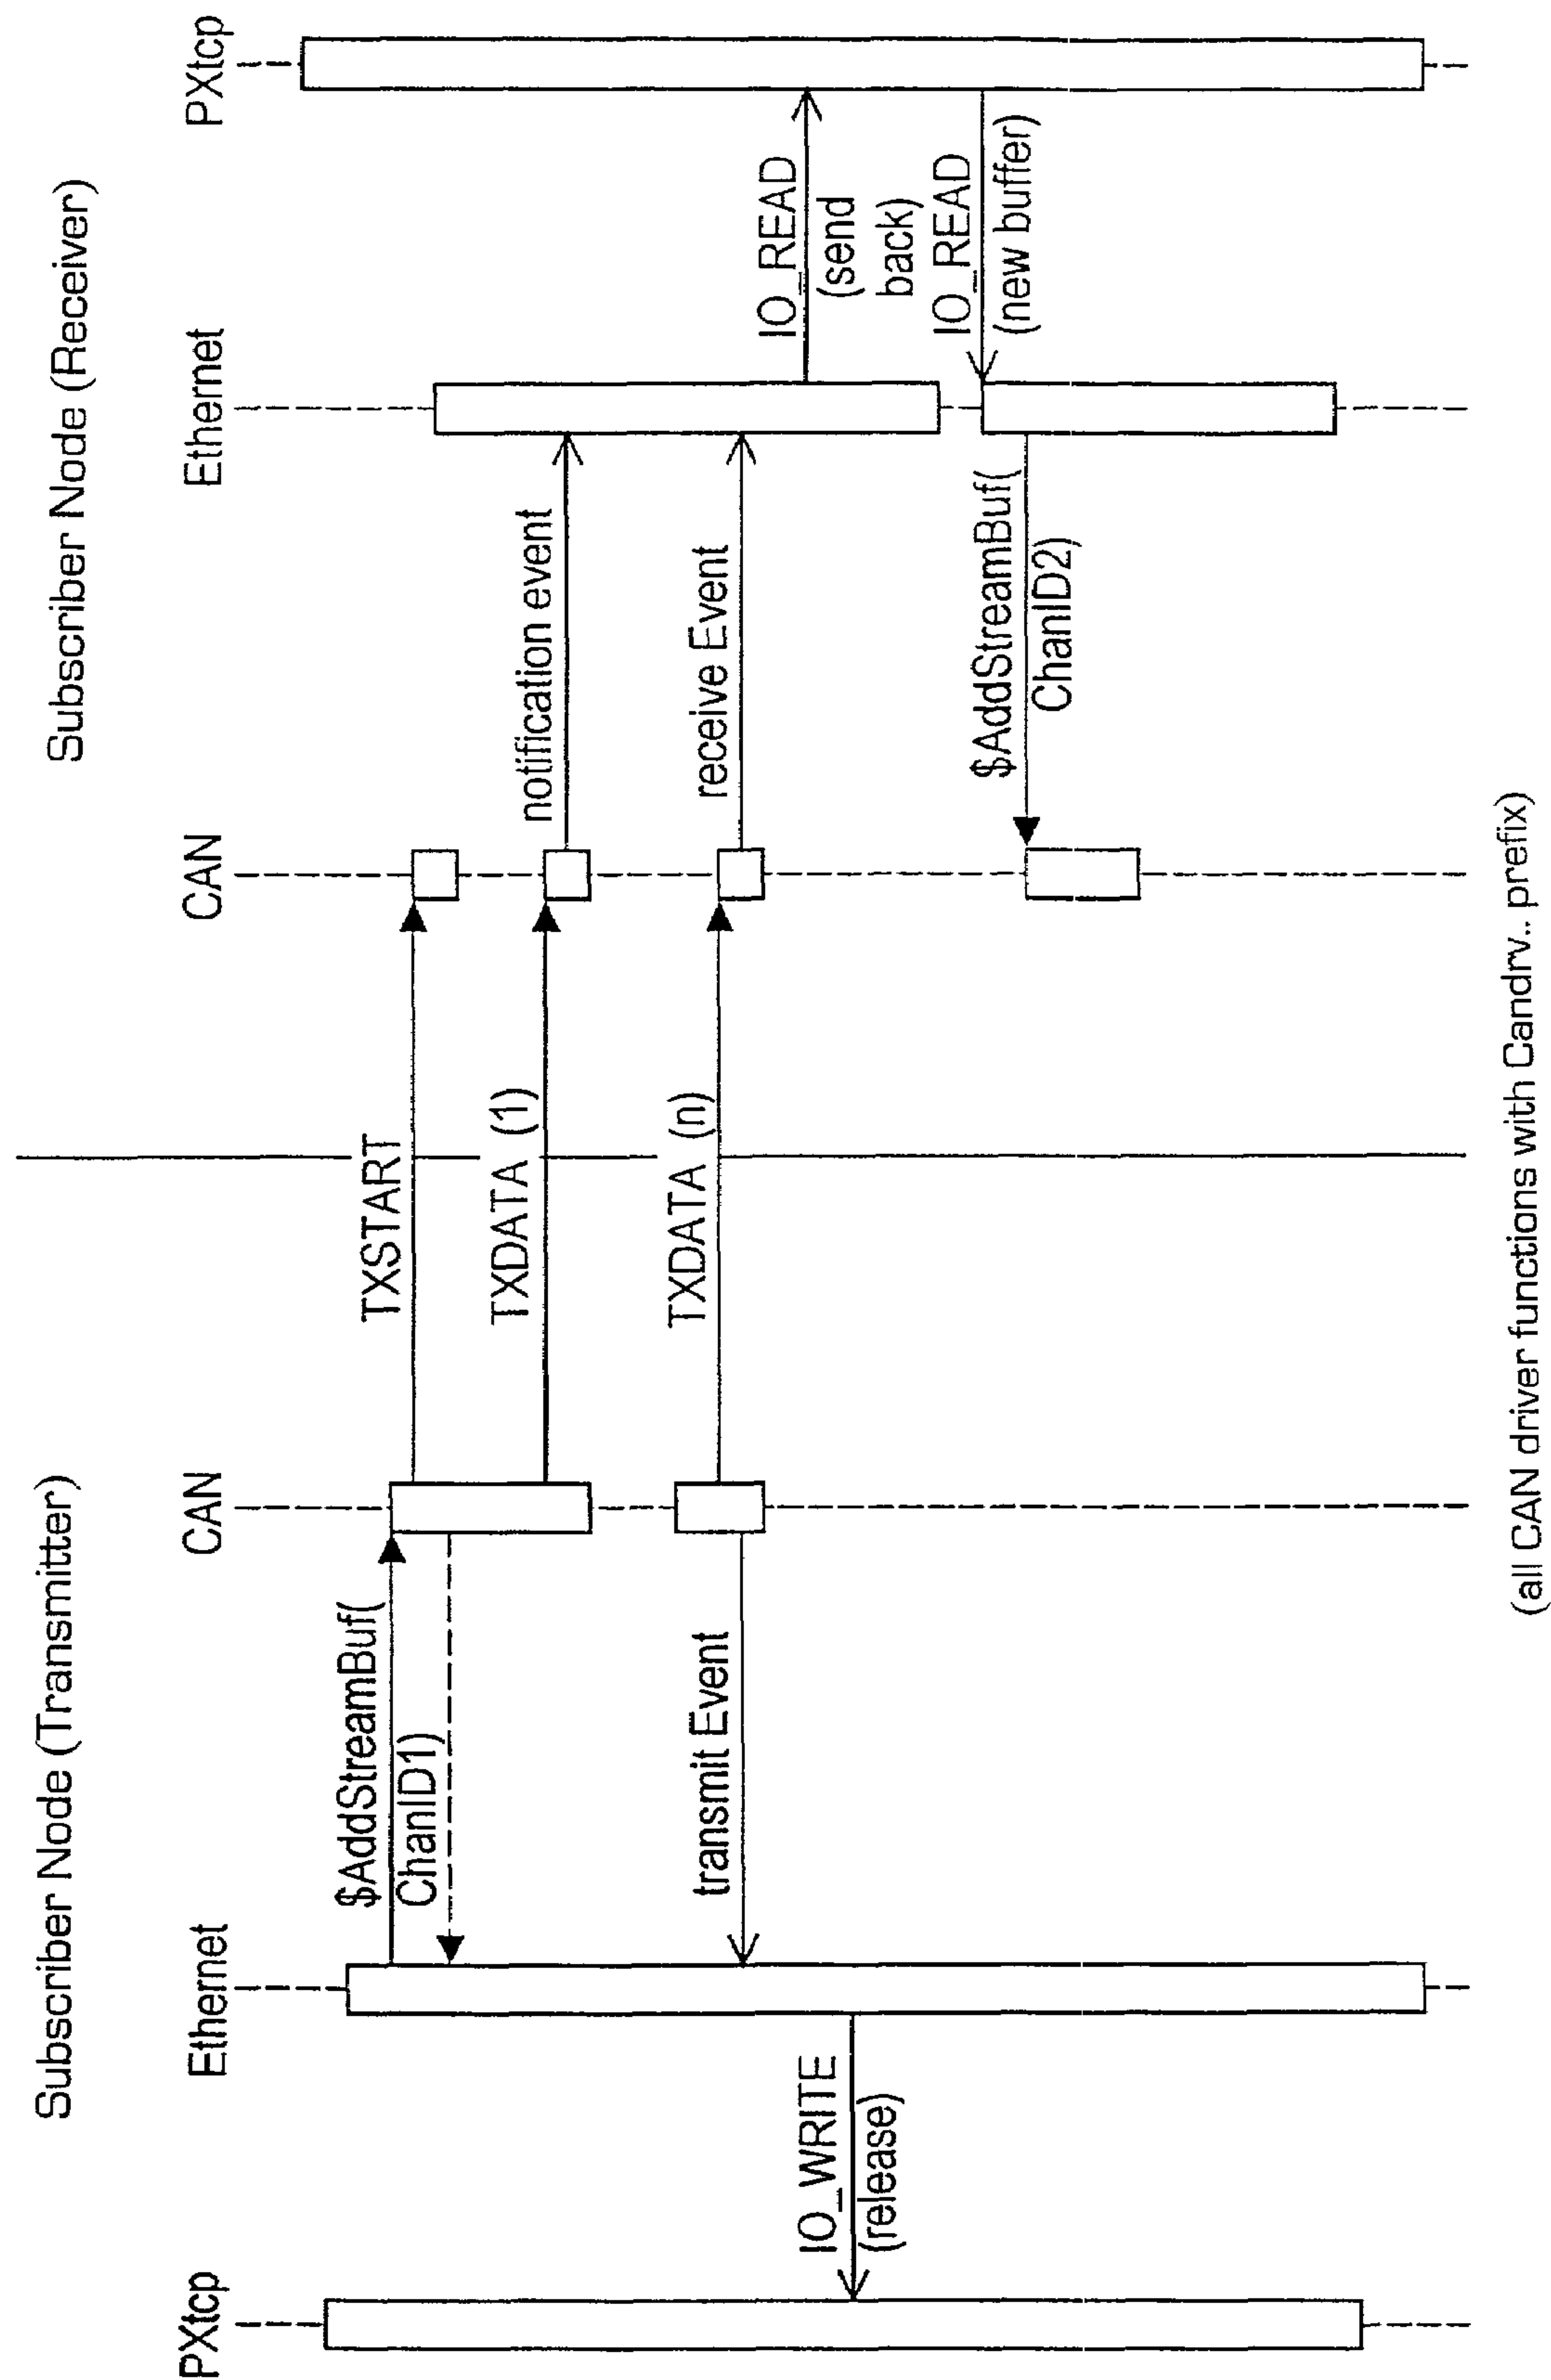 Subscriber Node (Transmitter)
Subscriber Node (Receiver)
PXtcp
Ethernet
CAN
CAN
Ethernet
PXtcp
$AddStreamBuf(
ChanID1)
TXSTART
TXDATA (1)
notification event
TXDATA (n)
transmit Event
receive Event
IO_WRITE
(release)
IO_READ
(send
back)
IO_READ
(new buffer)
$AddStreamBuf(
ChanID2)
(all CAN driver functions with Candrv.. prefix)